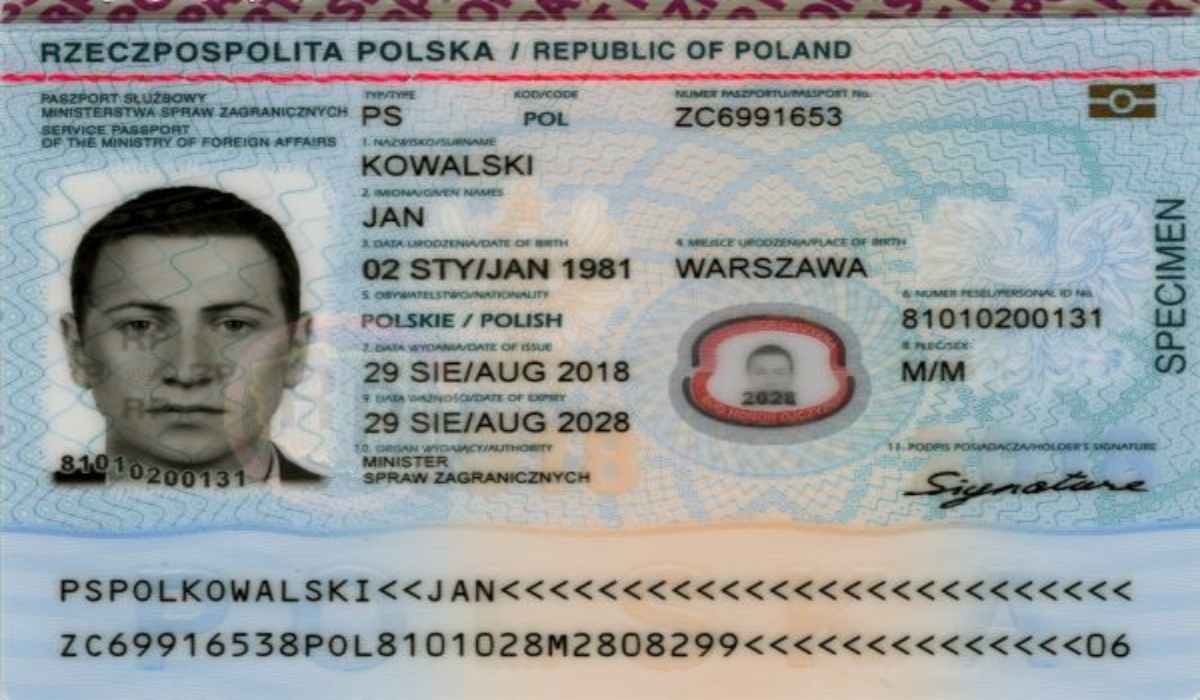 RZECZPOSPOLITA POLSKA / REPUBLIC OF POLAND
PASZPORT SŁUŻBOWY
MINISTERSTWA SPRAW ZAGRANICZNYCH
SERVICE PASSPORT
OF THE MINISTRY OF FOREIGN AFFAIRS
TYP/TYPE KOD/CODE NUMER PASZPORTU/PASSPORT No.
PS POL ZC6991653
1. NAZWISKO/SURNAME
KOWALSKI
2. IMIONA/GIVEN NAMES
JAN
3. DATA URODZENIA/DATE OF BIRTH 4. MIEJSCE URODZENIA/PLACE OF BIRTH
02 STY/JAN 1981 WARSZAWA
5. OBYWATELSTWO/NATIONALITY 6. NUMER PESEL/PERSONAL ID No.
POLSKIE / POLISH 81010200131
7. DATA WYDANIA/DATE OF ISSUE 8. PŁEĆ/SEX
29 SIE/AUG 2018 M/M
9. DATA WAŻNOŚCI/DATE OF EXPIRY
29 SIE/AUG 2028
2028
10. ORGAN WYDAJĄCY/AUTHORITY 11. PODPIS POSIADACZA/HOLDER'S SIGNATURE
MINISTER
SPRAW ZAGRANICZNYCH
Signature
81010200131
SPECIMEN
PSPOLKOWALSKI<<JAN<<<<<<<<<<<<<<<<<<<<<<<<<<
ZC69916538POL8101028M2808299<<<<<<<<<<<<<<06